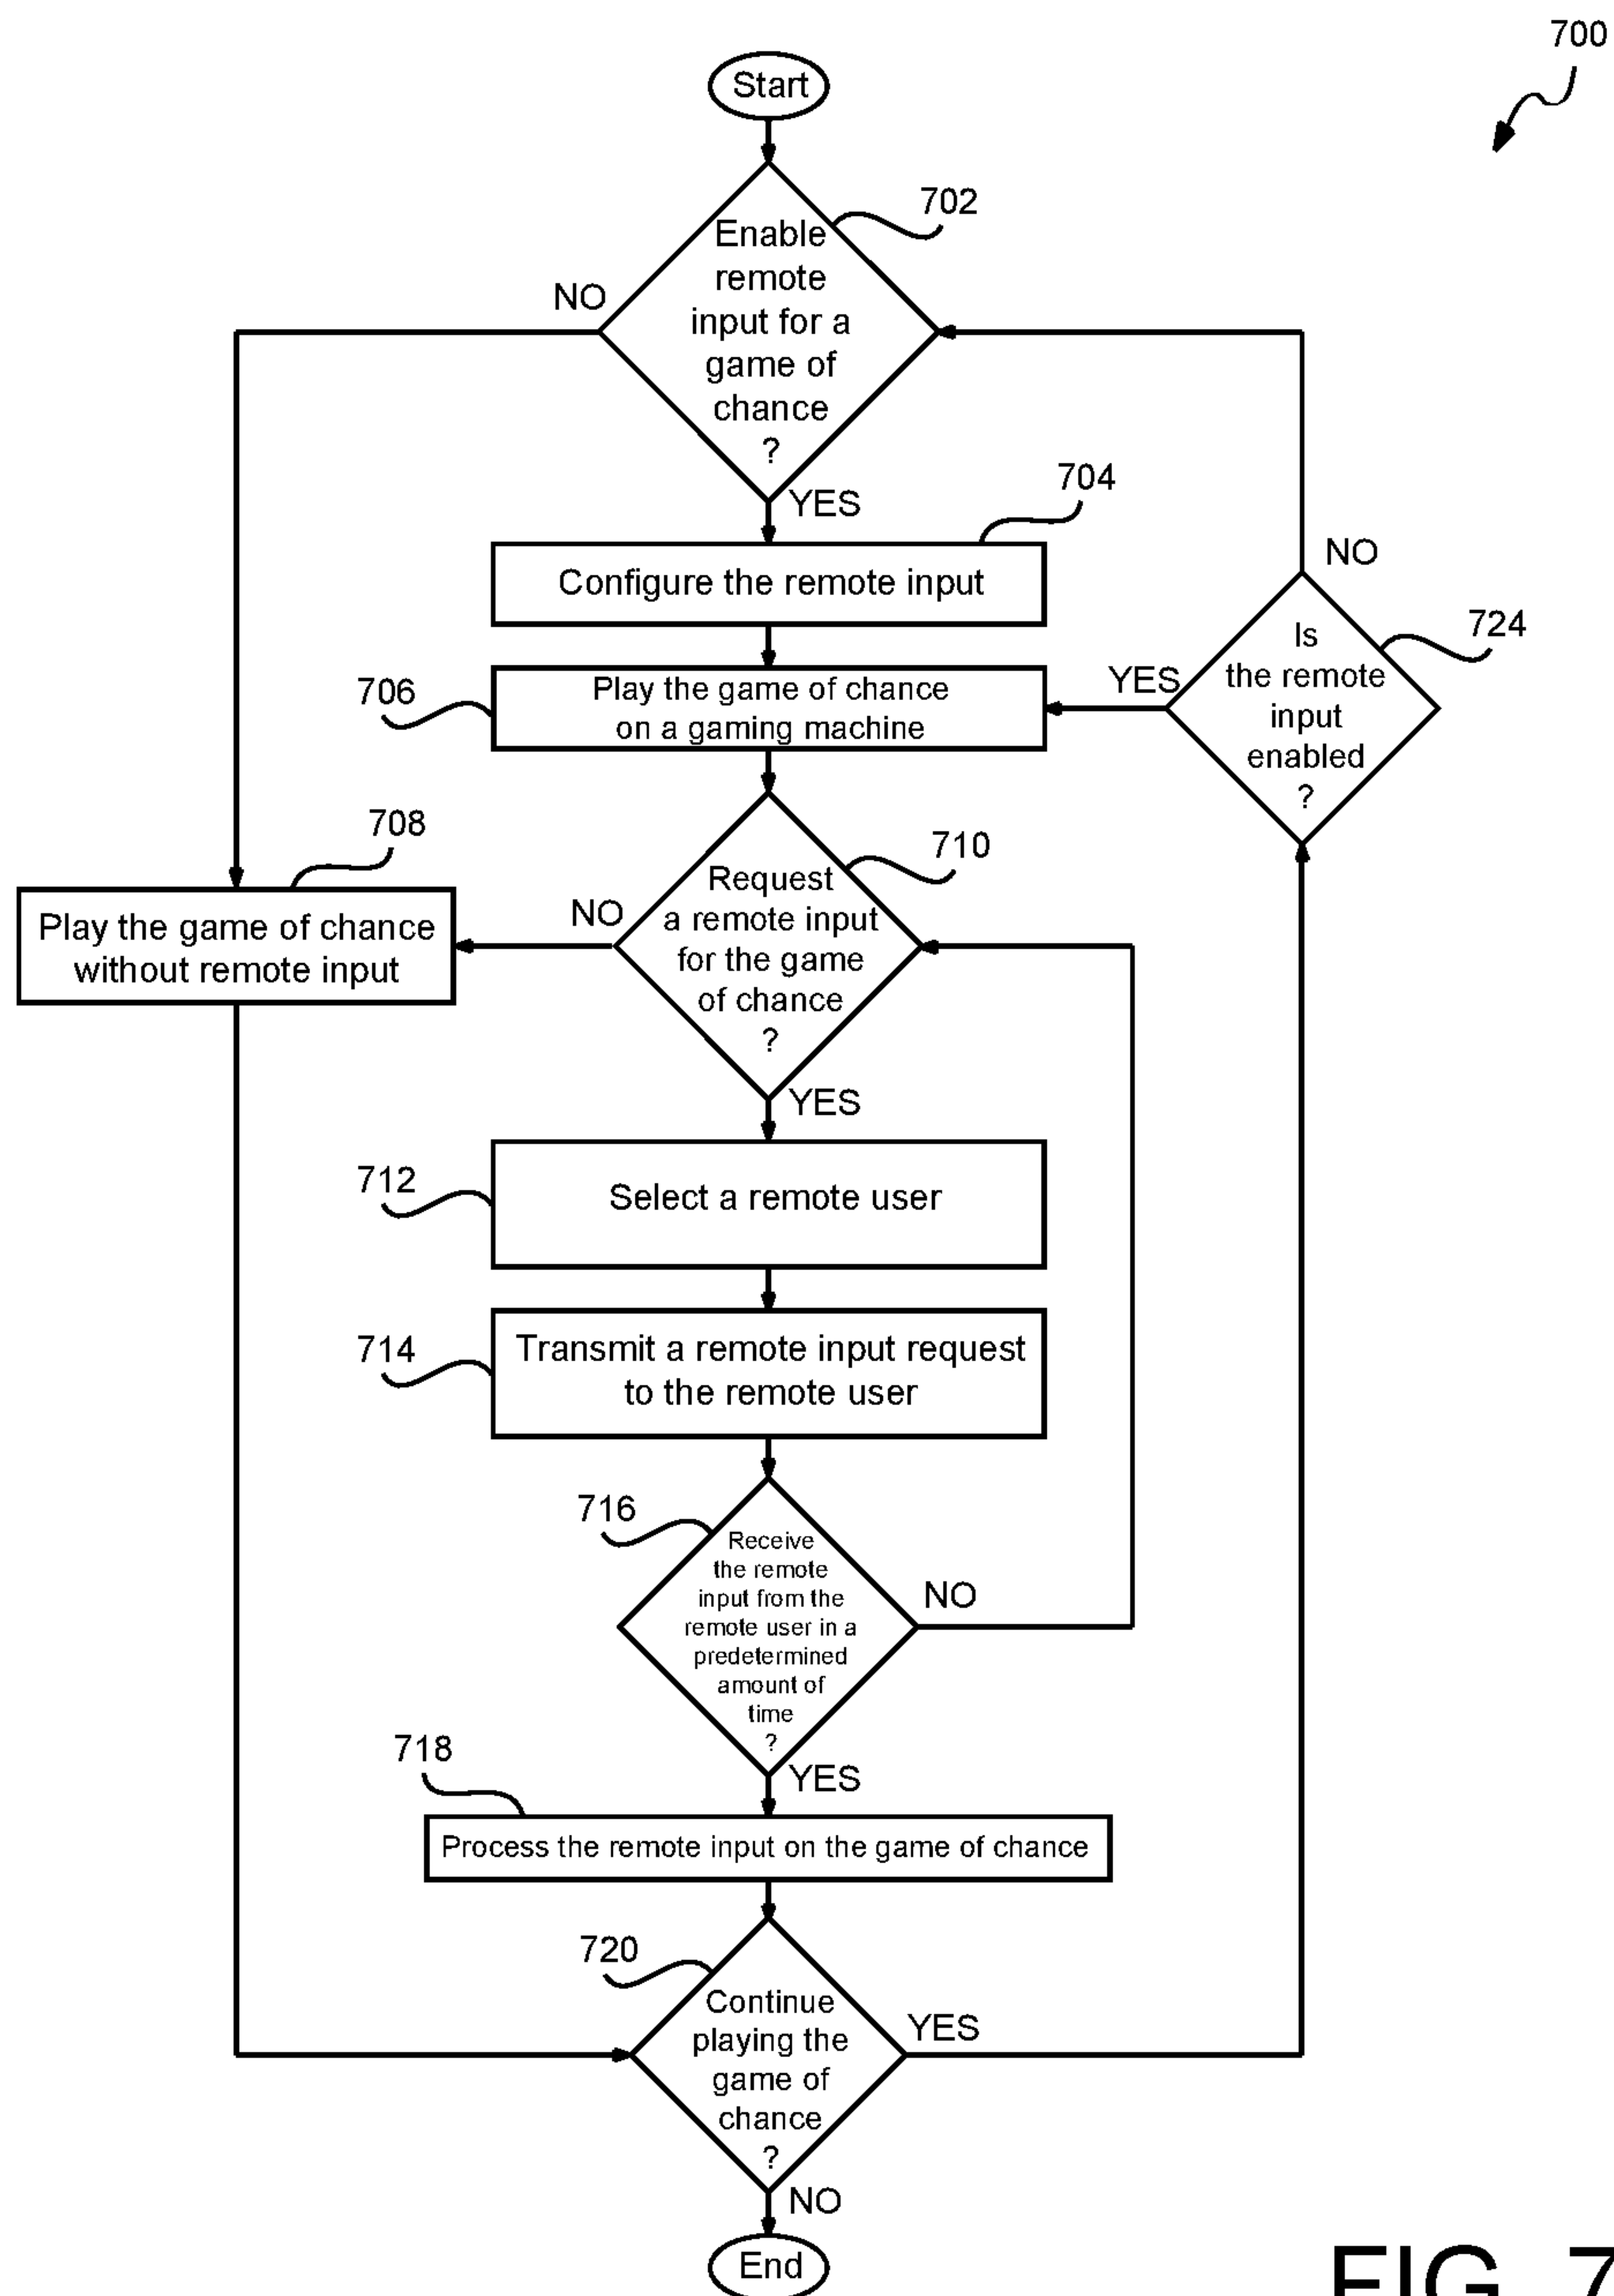 700
Start
702
Enable
remote
input for a
game of
chance
?
NO
YES
704
Configure the remote input
NO
724
Is
the remote
input
enabled
?
YES
706
Play the game of chance
on a gaming machine
708
Play the game of chance
without remote input
710
Request
a remote input
for the game
of chance
?
NO
YES
712
Select a remote user
714
Transmit a remote input request
to the remote user
716
Receive
the remote
input from the
remote user in a
predetermined
amount of
time
?
NO
YES
718
Process the remote input on the game of chance
720
Continue
playing the
game of
chance
?
YES
NO
End
FIG. 7